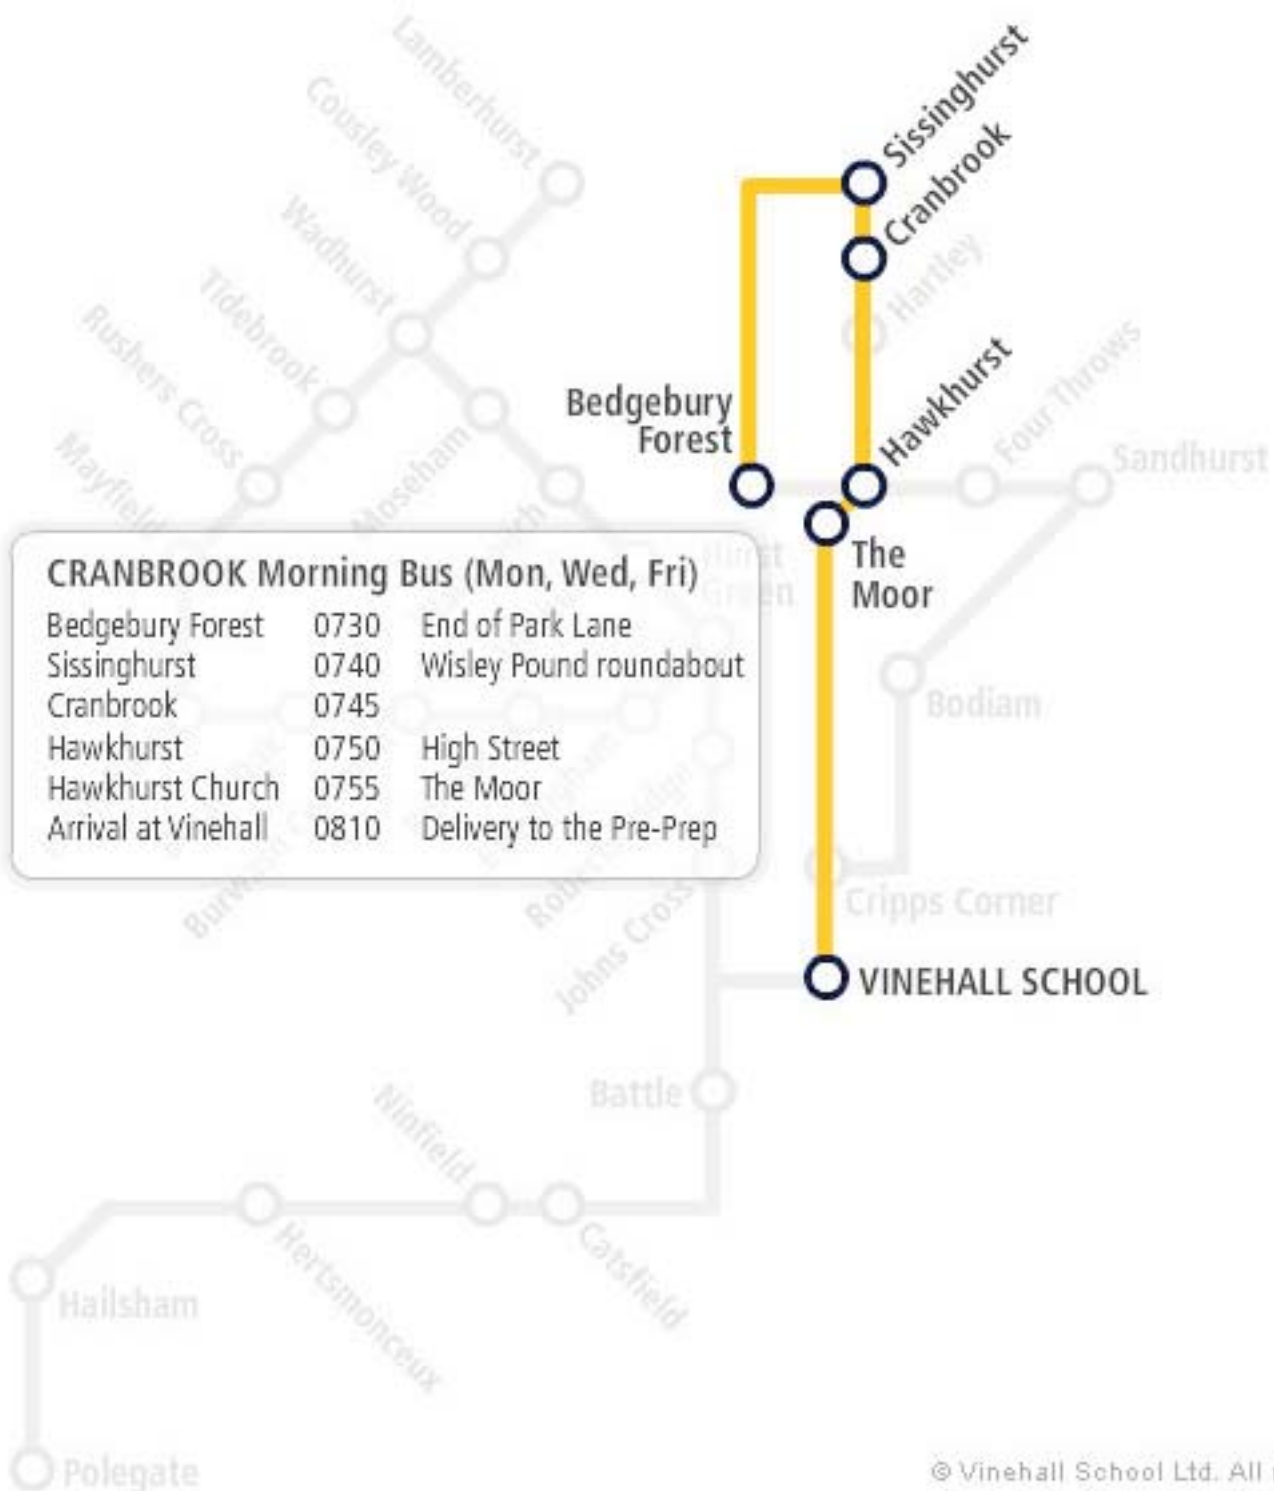 Lamberhurst
Cousley Wood
Wadhurst
Tidebrook
Rushers Cross
Mayfield
Moseham
Sissinghurst
Cranbrook
Hartley
Hawkhurst
Four Throws
Sandhurst
Bedgebury
Forest
The
Moor
Hurst
Green
CRANBROOK Morning Bus (Mon, Wed, Fri)
Bedgebury Forest 0730 End of Park Lane
Sissinghurst 0740 Wisley Pound roundabout
Cranbrook 0745
Hawkhurst 0750 High Street
Hawkhurst Church 0755 The Moor
Arrival at Vinehall 0810 Delivery to the Pre-Prep
Bodiam
Cripps Corner
Johns Cross
VINEHALL SCHOOL
Battle
Ninfield
Catsfield
Hertsmonceux
Hailsham
Polegate
© Vinehall School Ltd. All